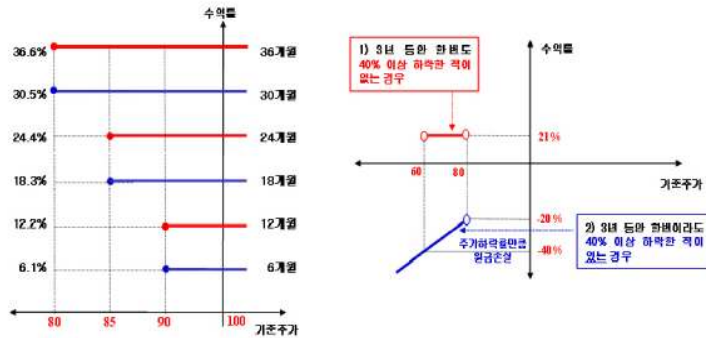 수익률
36.6% 36개월
30.5% 30개월
24.4% 24개월
18.3% 18개월
12.2% 12개월
6.1% 6개월
80 85 90 100
기준주가
수익률
1) 3년 동안 한번도
40% 이상 하락한 적이
없는 경우
21%
60 80
기준주가
-20%
-40%
주가하락률만큼
원금손실
2) 3년 동안 한번이라도
40% 이상 하락한 적이
있는 경우